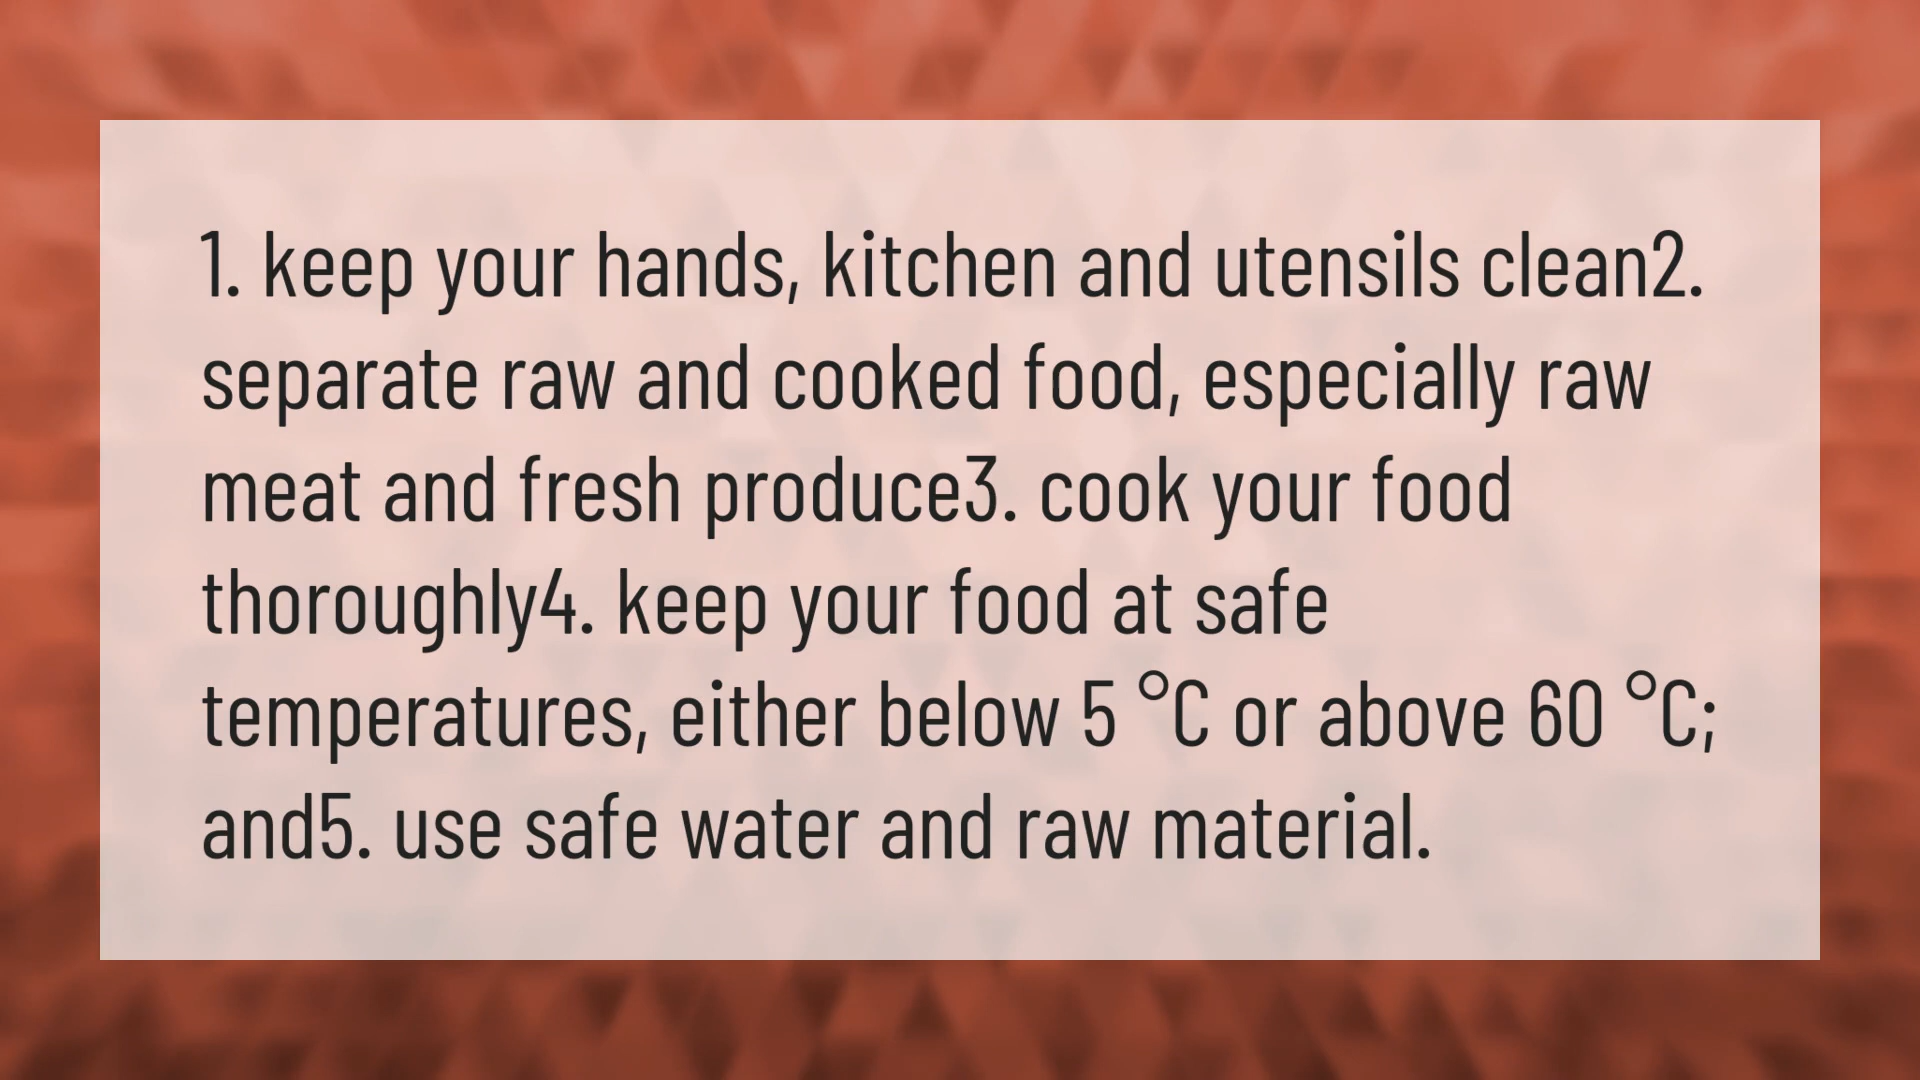 1. keep your hands, kitchen and utensils clean2.
separate raw and cooked food, especially raw
meat and fresh produce3. cook your food
thoroughly4. keep your food at safe
temperatures, either below 5 °C or above 60 °C;
and5. use safe water and raw material.